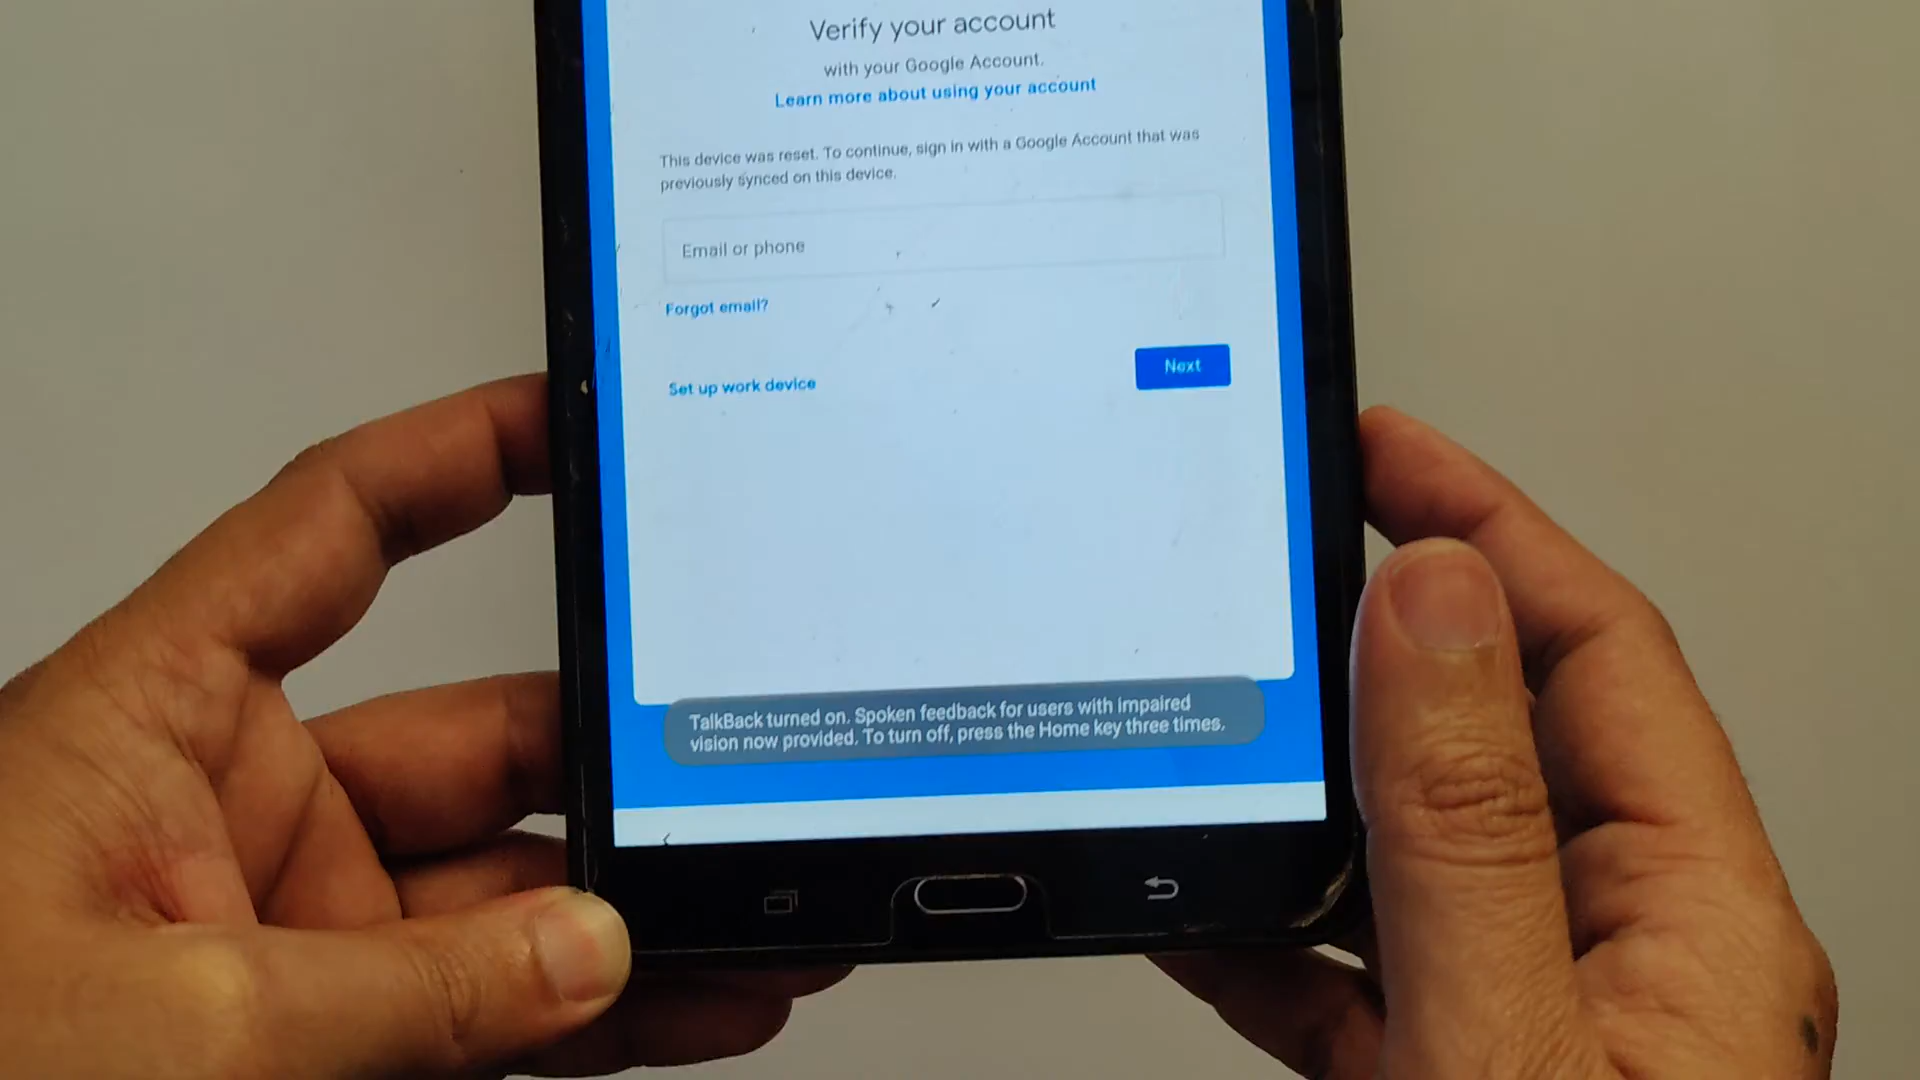 Verify your account
with your Google Account.
Learn more about using your account
This device was reset. To continue, sign in with a Google Account that was
previously synced on this device.
Email or phone
Forgot email?
Next
Set up work device
TalkBack turned on. Spoken feedback for users with impaired
vision now provided. To turn off, press the Home key three times.